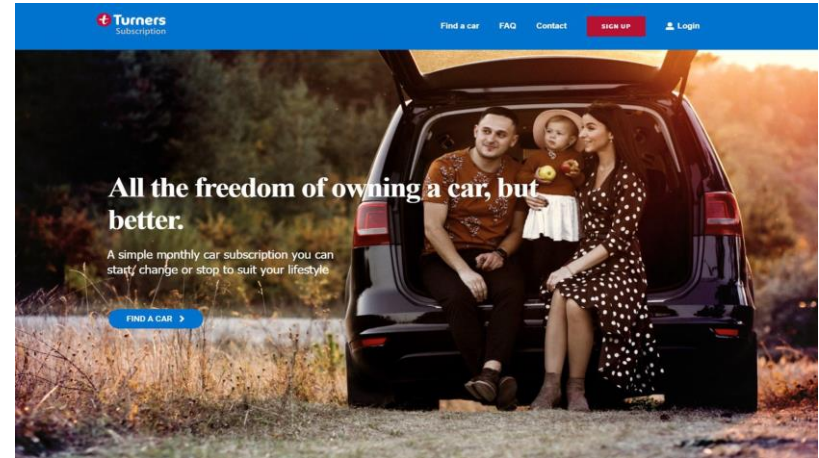 Turners
Subscription
Find a car
FAQ
Contact
SIGN UP
Login
All the freedom of owning a car, but
better.
A simple monthly car subscription you can
start/ change or stop to suit your lifestyle
FIND A CAR